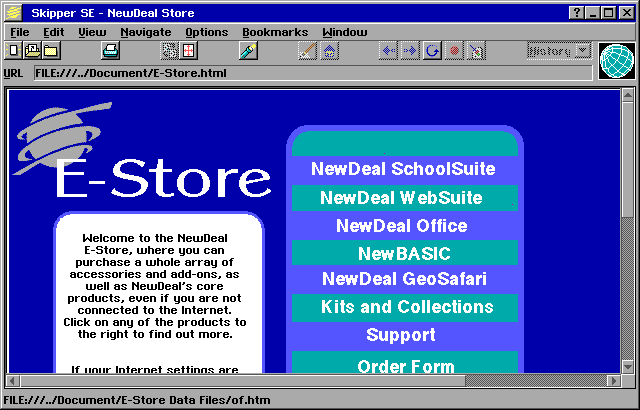 Skipper SE - NewDeal Store
File Edit View Navigate Options Bookmarks Window
History
URL FILE:///../Document/E-Store.html
E-Store
Welcome to the NewDeal
E-Store, where you can
purchase a whole array of
accessories and add-ons, as
well as NewDeal's core
products, even if you are not
connected to the Internet.
Click on any of the products to
the right to find out more.
If your Internet settings are
NewDeal SchoolSuite
NewDeal WebSuite
NewDeal Office
NewBASIC
NewDeal GeoSafari
Kits and Collections
Support
Order Form
FILE:///../Document/E-Store Data Files/of.htm